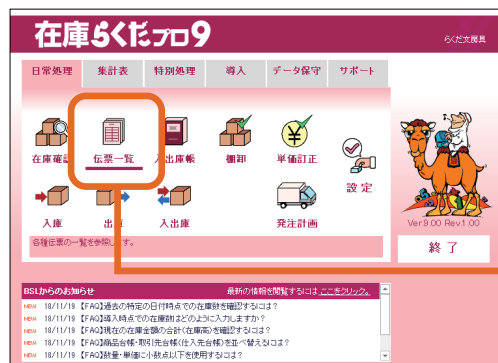 在庫らくだプロ9
らくだ文房具
日常処理 集計表 特別処理 導入 データ保守 サポート
在庫確認 伝票一覧 入出庫帳 棚卸 単価訂正
設定
入庫 出庫 入出庫 発注計画
Ver.9.00 Rev.1.00
各種伝票の一覧を参照します。
終了
BSLからのお知らせ 最新の情報を閲覧するには ここをクリック。
NEW 18/11/19 【FAQ】過去の特定の日付時点での在庫数を確認するには?
NEW 18/11/19 【FAQ】導入時点での在庫数はどのように入力しますか?
NEW 18/11/19 【FAQ】現在の在庫金額の合計(在庫高)を確認するには?
NEW 18/11/19 【FAQ】商品台帳・取引先台帳(仕入先台帳)を並べ替えるには?
NEW 18/11/19 【FAQ】数量・単価に小数点以下を使用するには?